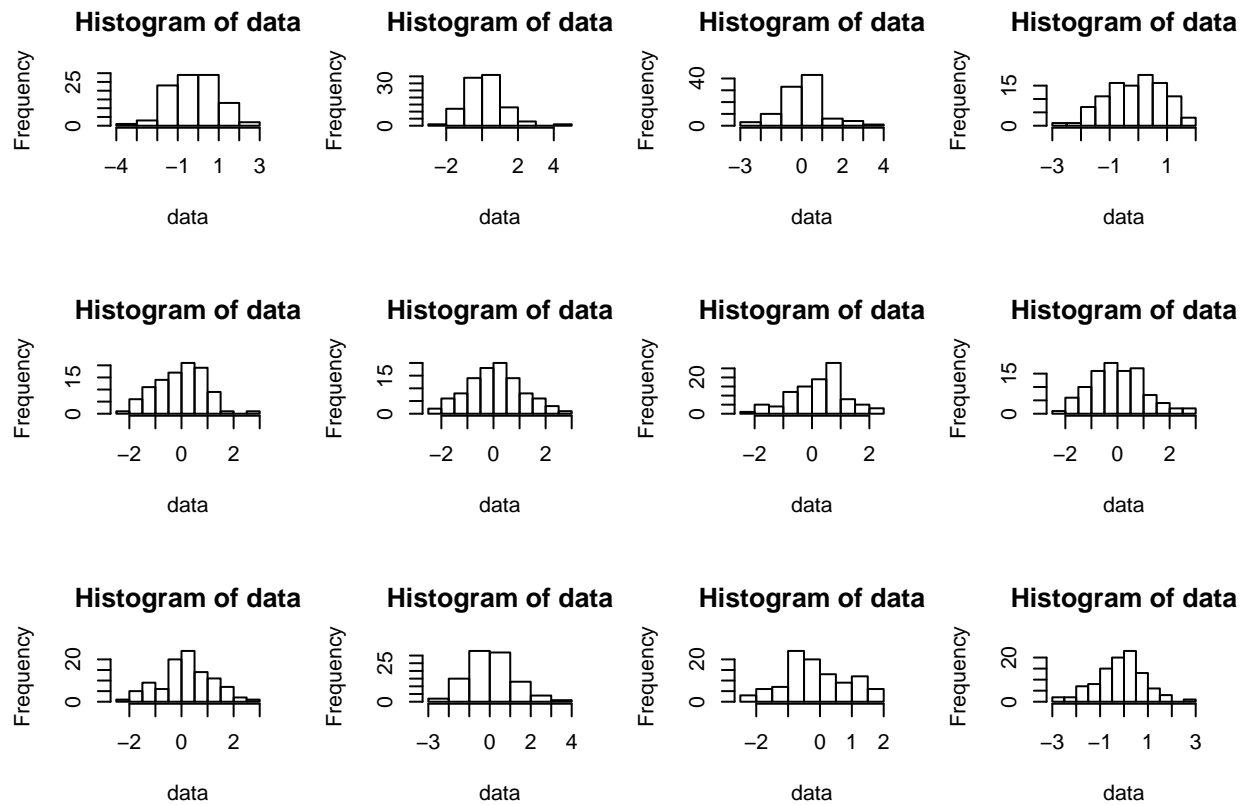 Histogram of data Histogram of data Histogram of data Histogram of data
Frequency Frequency Frequency Frequency
0 25 0 30 0 40 0 15
−4 −1 1 3 −2 2 4 −3 0 2 4 −3 −1 1
data data data data
Histogram of data Histogram of data Histogram of data Histogram of data
Frequency Frequency Frequency Frequency
0 15 0 15 0 20 0 15
−2 0 2 −2 0 2 −2 0 2 −2 0 2
data data data data
Histogram of data Histogram of data Histogram of data Histogram of data
Frequency Frequency Frequency Frequency
0 20 0 25 0 20 0 20
−2 0 2 −3 0 2 4 −2 0 1 2 −3 −1 1 3
data data data data